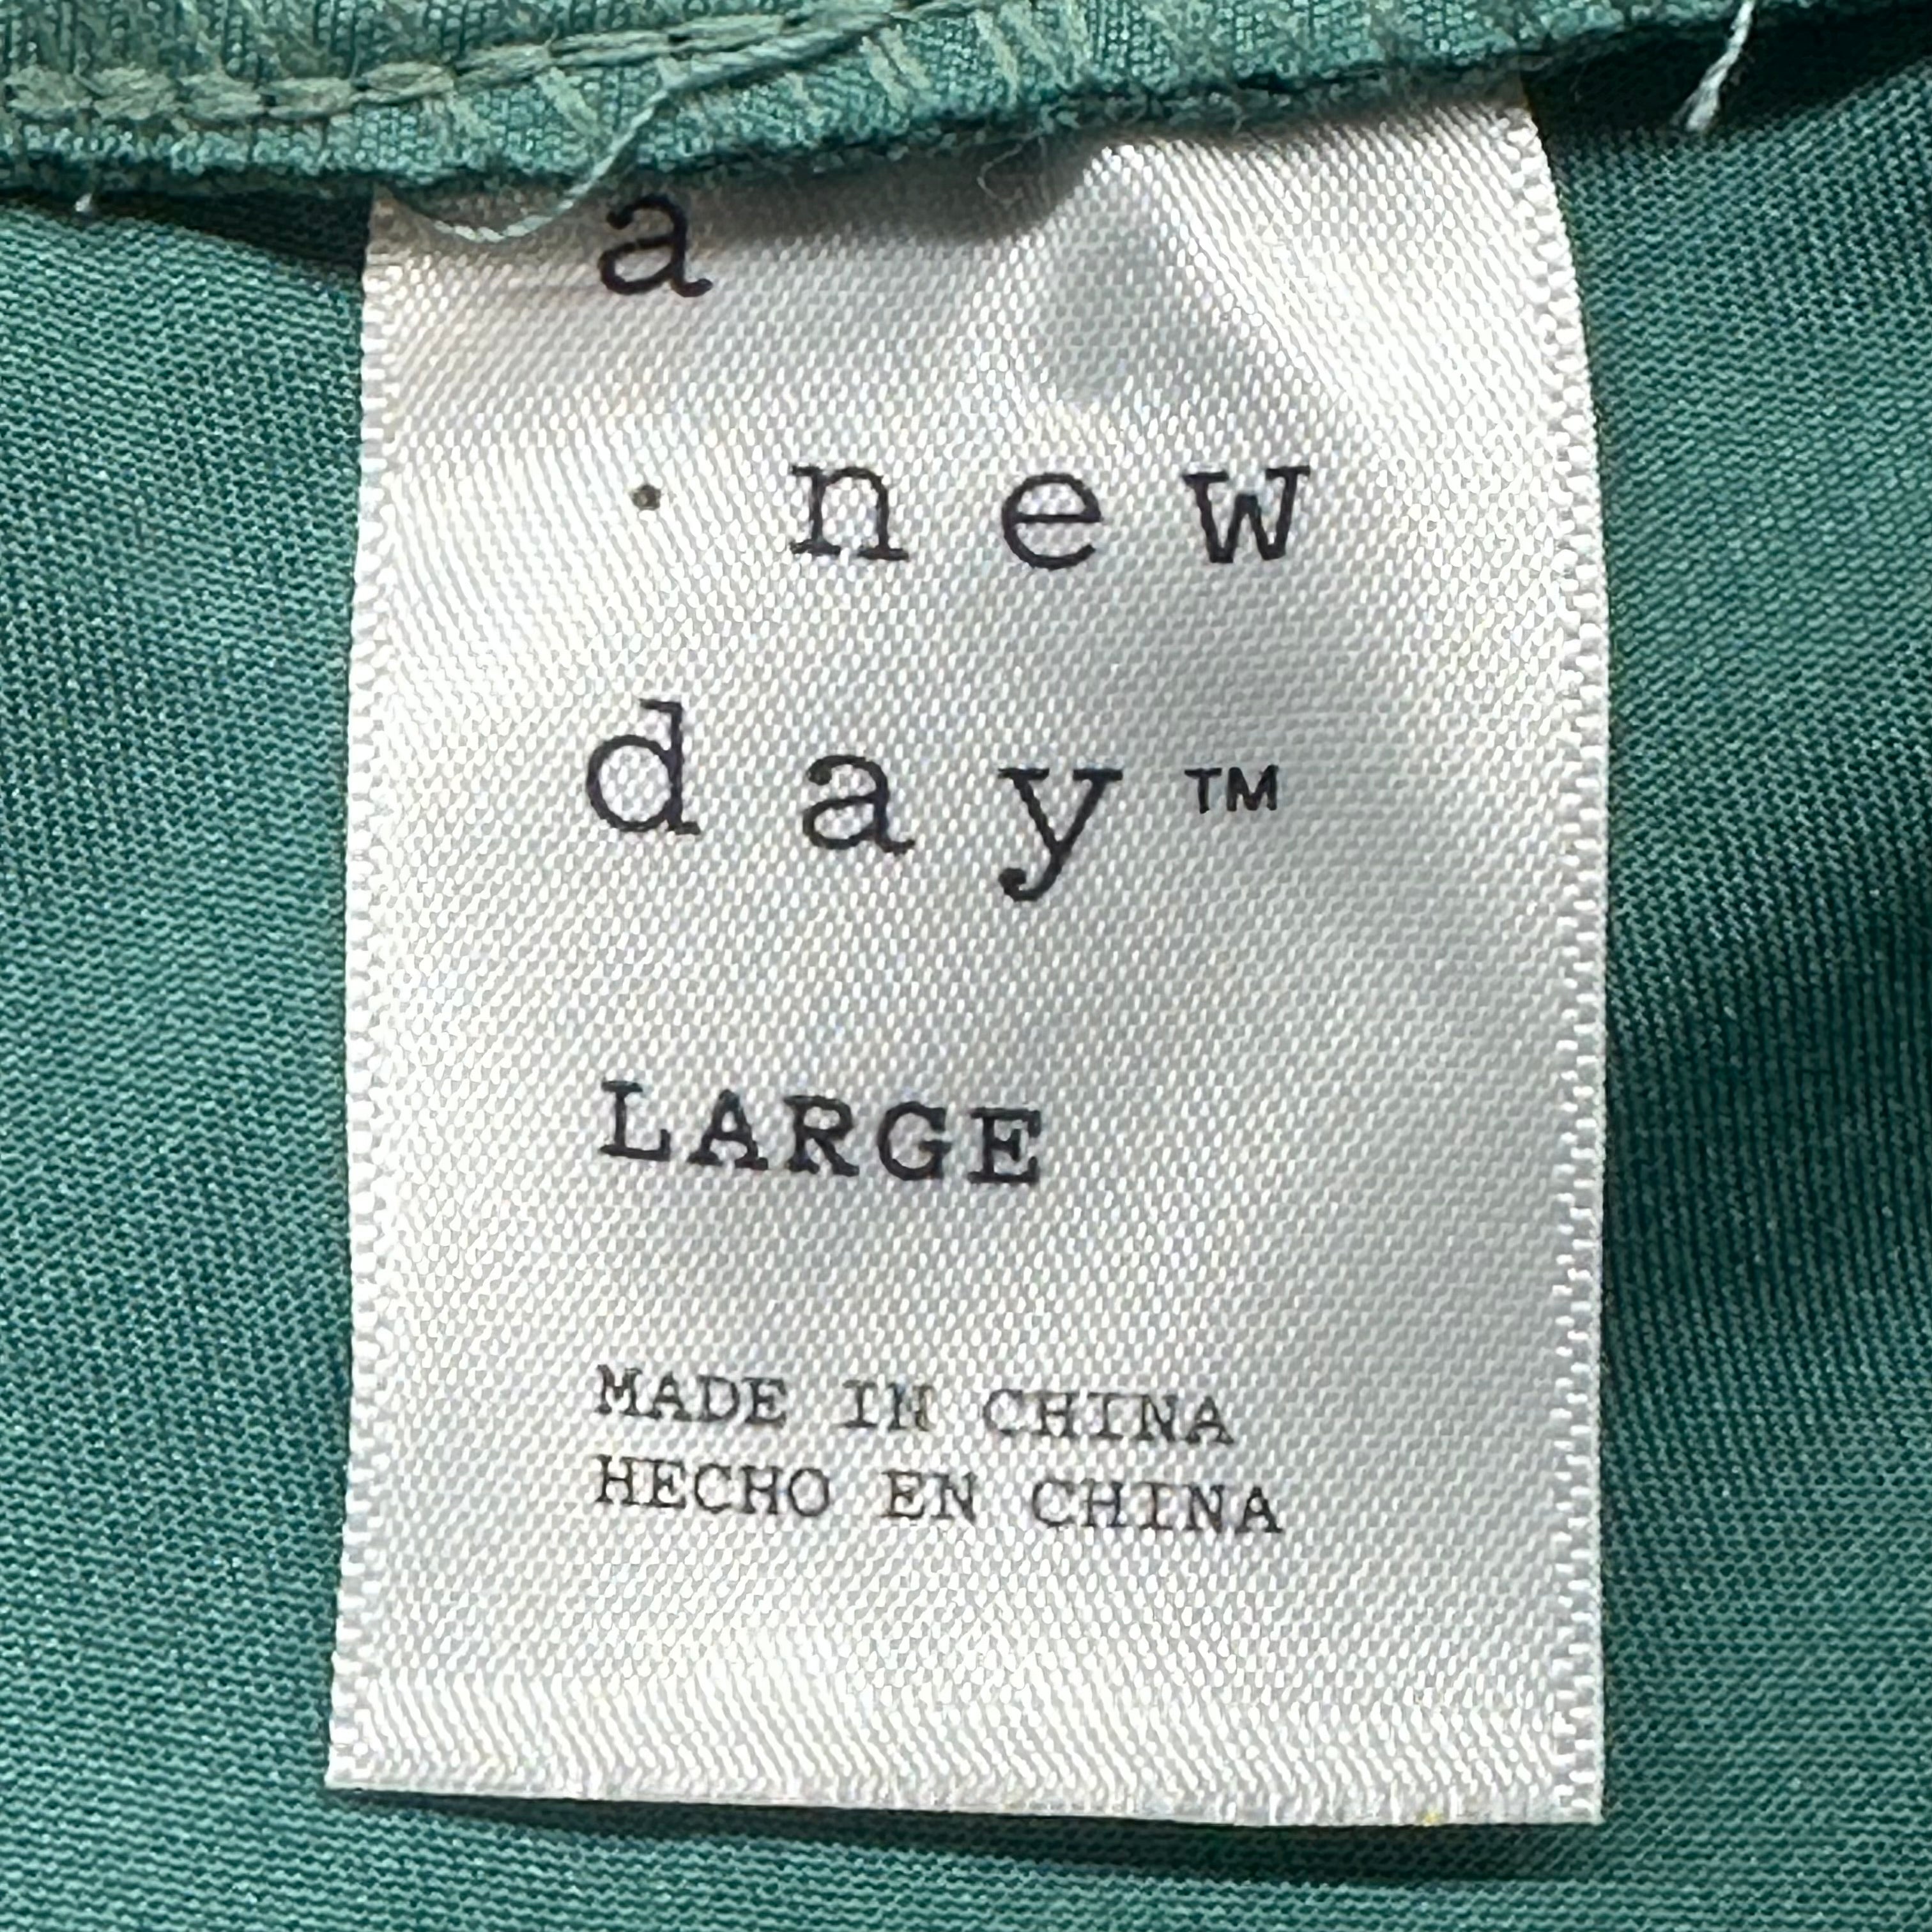 a
· new
day™
LARGE
MADE IN CHINA
HECHO EN CHINA